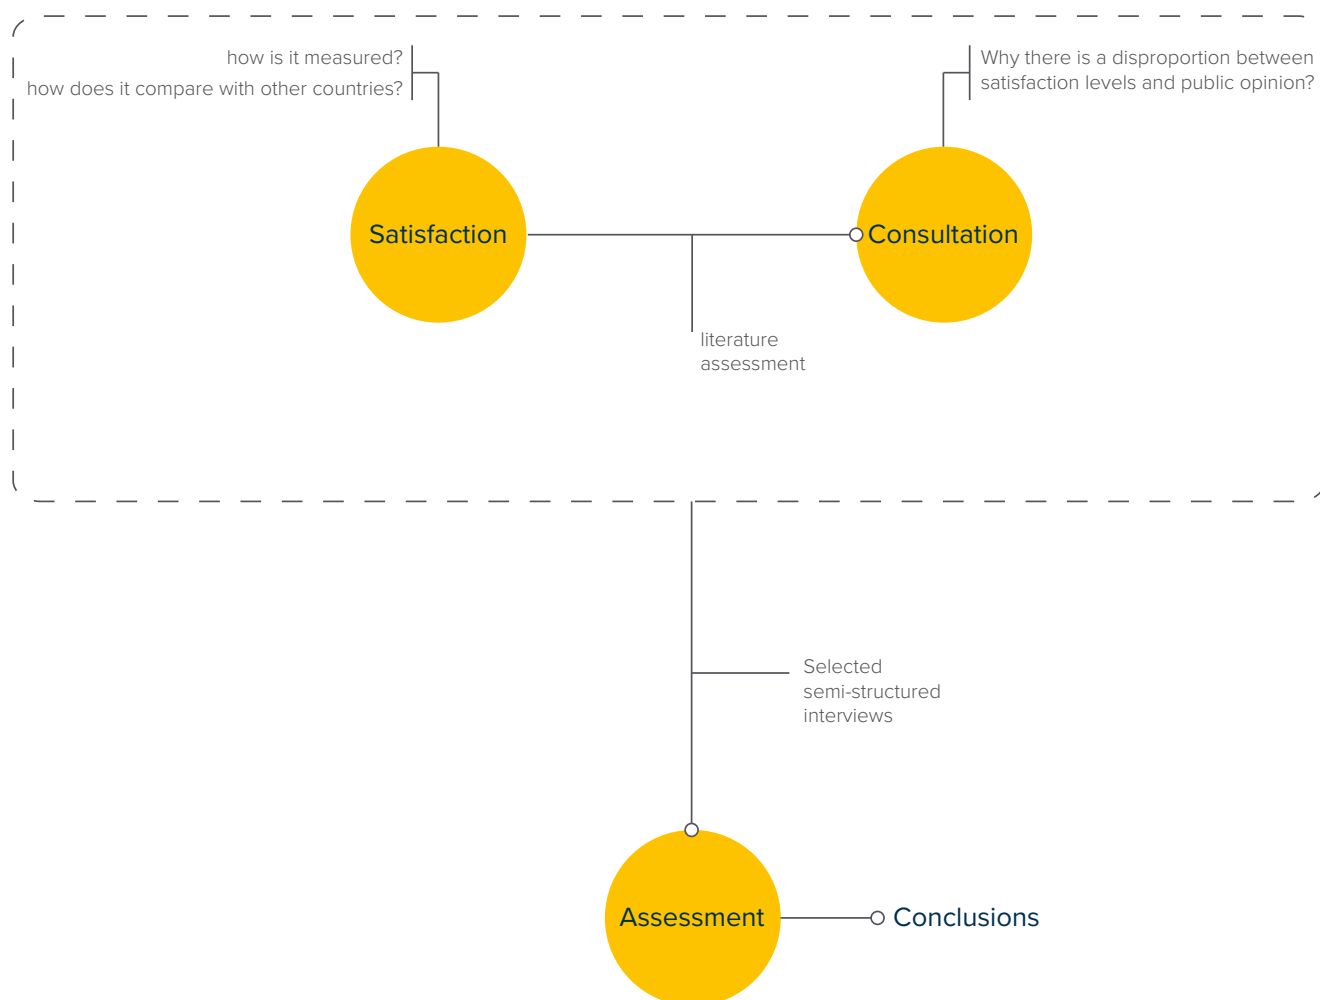 how is it measured?
how does it compare with other countries?
Why there is a disproportion between
satisfaction levels and public opinion?
Satisfaction
Consultation
literature
assessment
Selected
semi-structured
interviews
Assessment
Conclusions